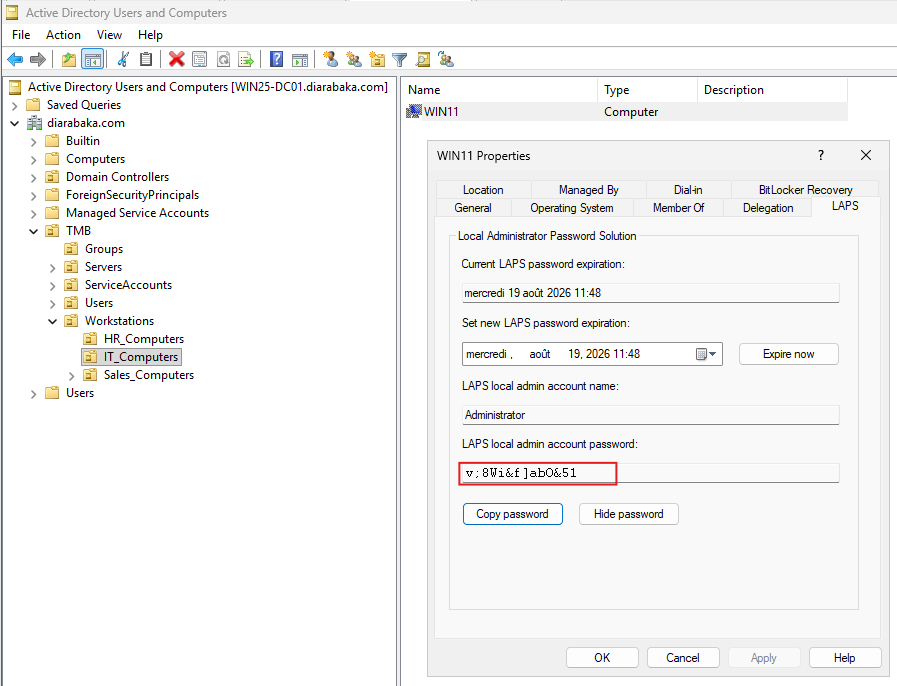 Active Directory Users and Computers
File Action View Help
Active Directory Users and Computers [WIN25-DC01.diarabaka.com]
Saved Queries
diarabaka.com
Builtin
Computers
Domain Controllers
ForeignSecurityPrincipals
Managed Service Accounts
TMB
Groups
Servers
ServiceAccounts
Users
Workstations
HR_Computers
IT_Computers
Sales_Computers
Users
Name Type Description
WIN11 Computer
WIN11 Properties
Location Managed By Dial-in BitLocker Recovery
General Operating System Member Of Delegation LAPS
Local Administrator Password Solution
Current LAPS password expiration:
mercredi 19 août 2026 11:48
Set new LAPS password expiration:
mercredi , août 19, 2026 11:48
Expire now
LAPS local admin account name:
Administrator
LAPS local admin account password:
v;8Wi&f]abO&51
Copy password Hide password
OK Cancel Apply Help